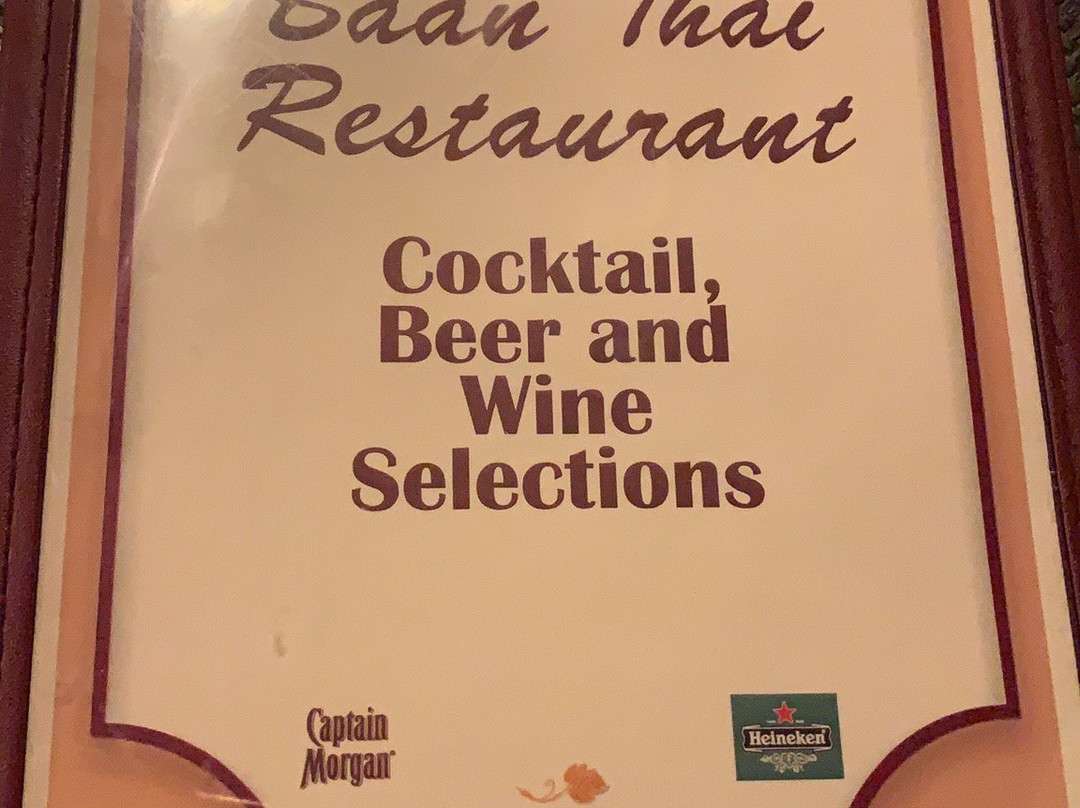 Baan Thai
Restaurant
Cocktail,
Beer and
Wine
Selections
Captain
Morgan
Heineken